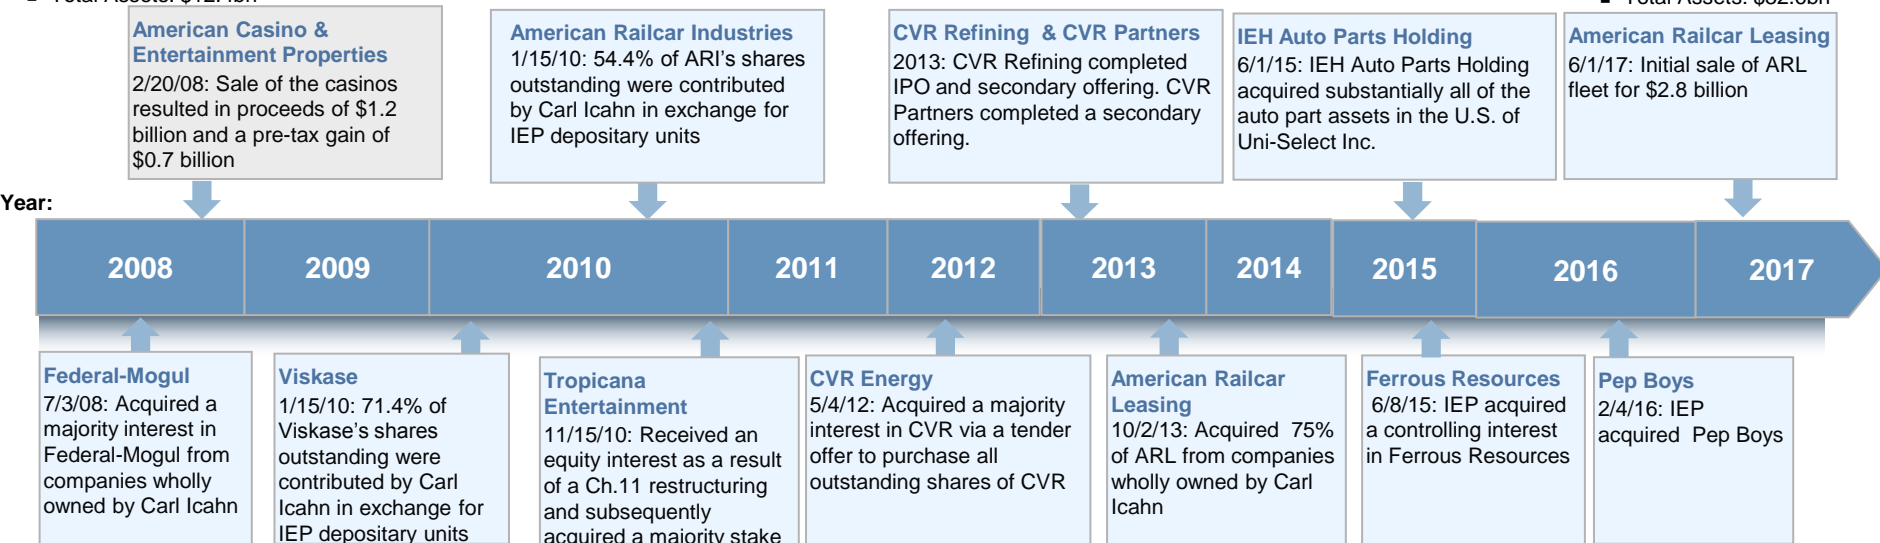 American Casino &
Entertainment Properties
2/20/08: Sale of the casinos
resulted in proceeds of $1.2
billion and a pre-tax gain of
$0.7 billion
American Railcar Industries
1/15/10: 54.4% of ARI's shares
outstanding were contributed
by Carl Icahn in exchange for
IEP depositary units
CVR Refining & CVR Partners
2013: CVR Refining completed
IPO and secondary offering. CVR
Partners completed a secondary
offering.
IEH Auto Parts Holding
6/1/15: IEH Auto Parts Holding
acquired substantially all of the
auto part assets in the U.S. of
Uni-Select Inc.
American Railcar Leasing
6/1/17: Initial sale of ARL
fleet for $2.8 billion
Year:
2008 2009 2010 2011 2012 2013 2014 2015 2016 2017
Federal-Mogul
7/3/08: Acquired a
majority interest in
Federal-Mogul from
companies wholly
owned by Carl Icahn
Viskase
1/15/10: 71.4% of
Viskase's shares
outstanding were
contributed by Carl
Icahn in exchange for
IEP depositary units
Tropicana
Entertainment
11/15/10: Received an
equity interest as a result
of a Ch.11 restructuring
and subsequently
acquired a majority stake
CVR Energy
5/4/12: Acquired a majority
interest in CVR via a tender
offer to purchase all
outstanding shares of CVR
American Railcar
Leasing
10/2/13: Acquired 75%
of ARL from companies
wholly owned by Carl
Icahn
Ferrous Resources
6/8/15: IEP acquired
a controlling interest
in Ferrous Resources
Pep Boys
2/4/16: IEP
acquired Pep Boys